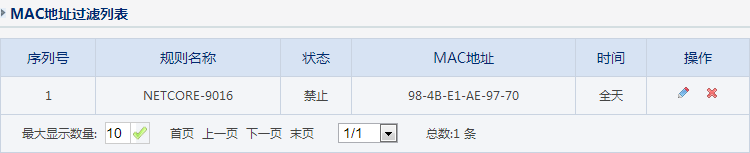 MAC地址过滤列表
序列号 规则名称 状态 MAC地址 时间 操作
1 NETCORE-9016 禁止 98-4B-E1-AE-97-70 全天
最大显示数量: 10 首页 上一页 下一页 末页 1/1 总数:1 条